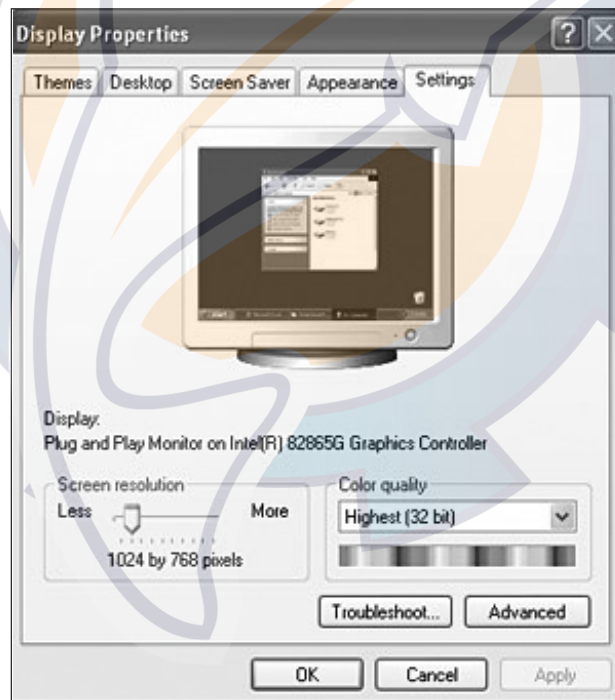 Display Properties
Themes Desktop Screen Saver Appearance Settings
Display:
Plug and Play Monitor on Intel(R) 82865G Graphics Controller
Screen resolution
Less More
1024 by 768 pixels
Color quality
Highest (32 bit)
Troubleshoot... Advanced
OK Cancel Apply